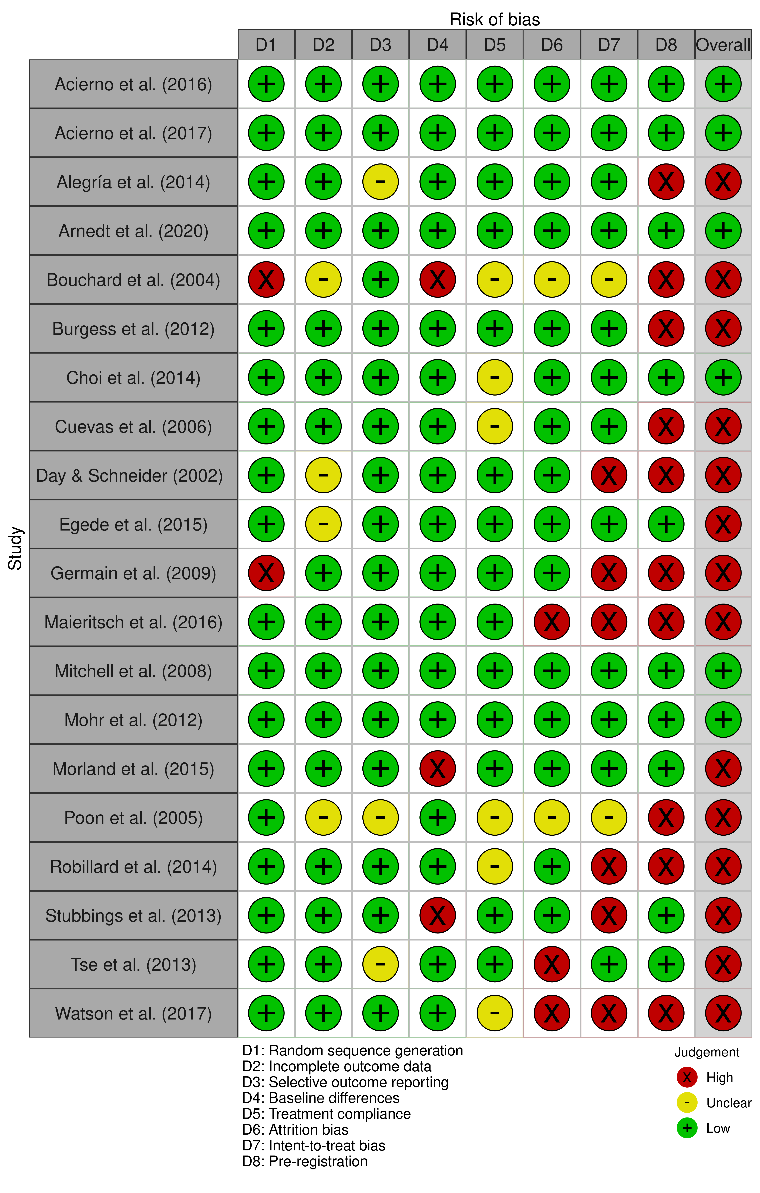 Risk of bias
D1 D2 D3 D4 D5 D6 D7 D8 Overall
Study
Acierno et al. (2016) + + + + + + + + +
Acierno et al. (2017) + + + + + + + + +
Alegría et al. (2014) + + - + + + + X X
Arnedt et al. (2020) + + + + + + + + +
Bouchard et al. (2004) X - + X - - - X X
Burgess et al. (2012) + + + + + + + X X
Choi et al. (2014) + + + + - + + + +
Cuevas et al. (2006) + + + + - + + X X
Day & Schneider (2002) + - + + + + X X X
Egede et al. (2015) + - + + + + + + X
Germain et al. (2009) X + + + + + X X X
Maieritsch et al. (2016) + + + + + X X X X
Mitchell et al. (2008) + + + + + + + + +
Mohr et al. (2012) + + + + + + + + +
Morland et al. (2015) + + + X + + + + X
Poon et al. (2005) + - - + - - - X X
Robillard et al. (2014) + + + + - + X X X
Stubbings et al. (2013) + + + X + + X + X
Tse et al. (2013) + + - + + X + + X
Watson et al. (2017) + + + + - X X X X
D1: Random sequence generation
D2: Incomplete outcome data
D3: Selective outcome reporting
D4: Baseline differences
D5: Treatment compliance
D6: Attrition bias
D7: Intent-to-treat bias
D8: Pre-registration
Judgement
X High
- Unclear
+ Low